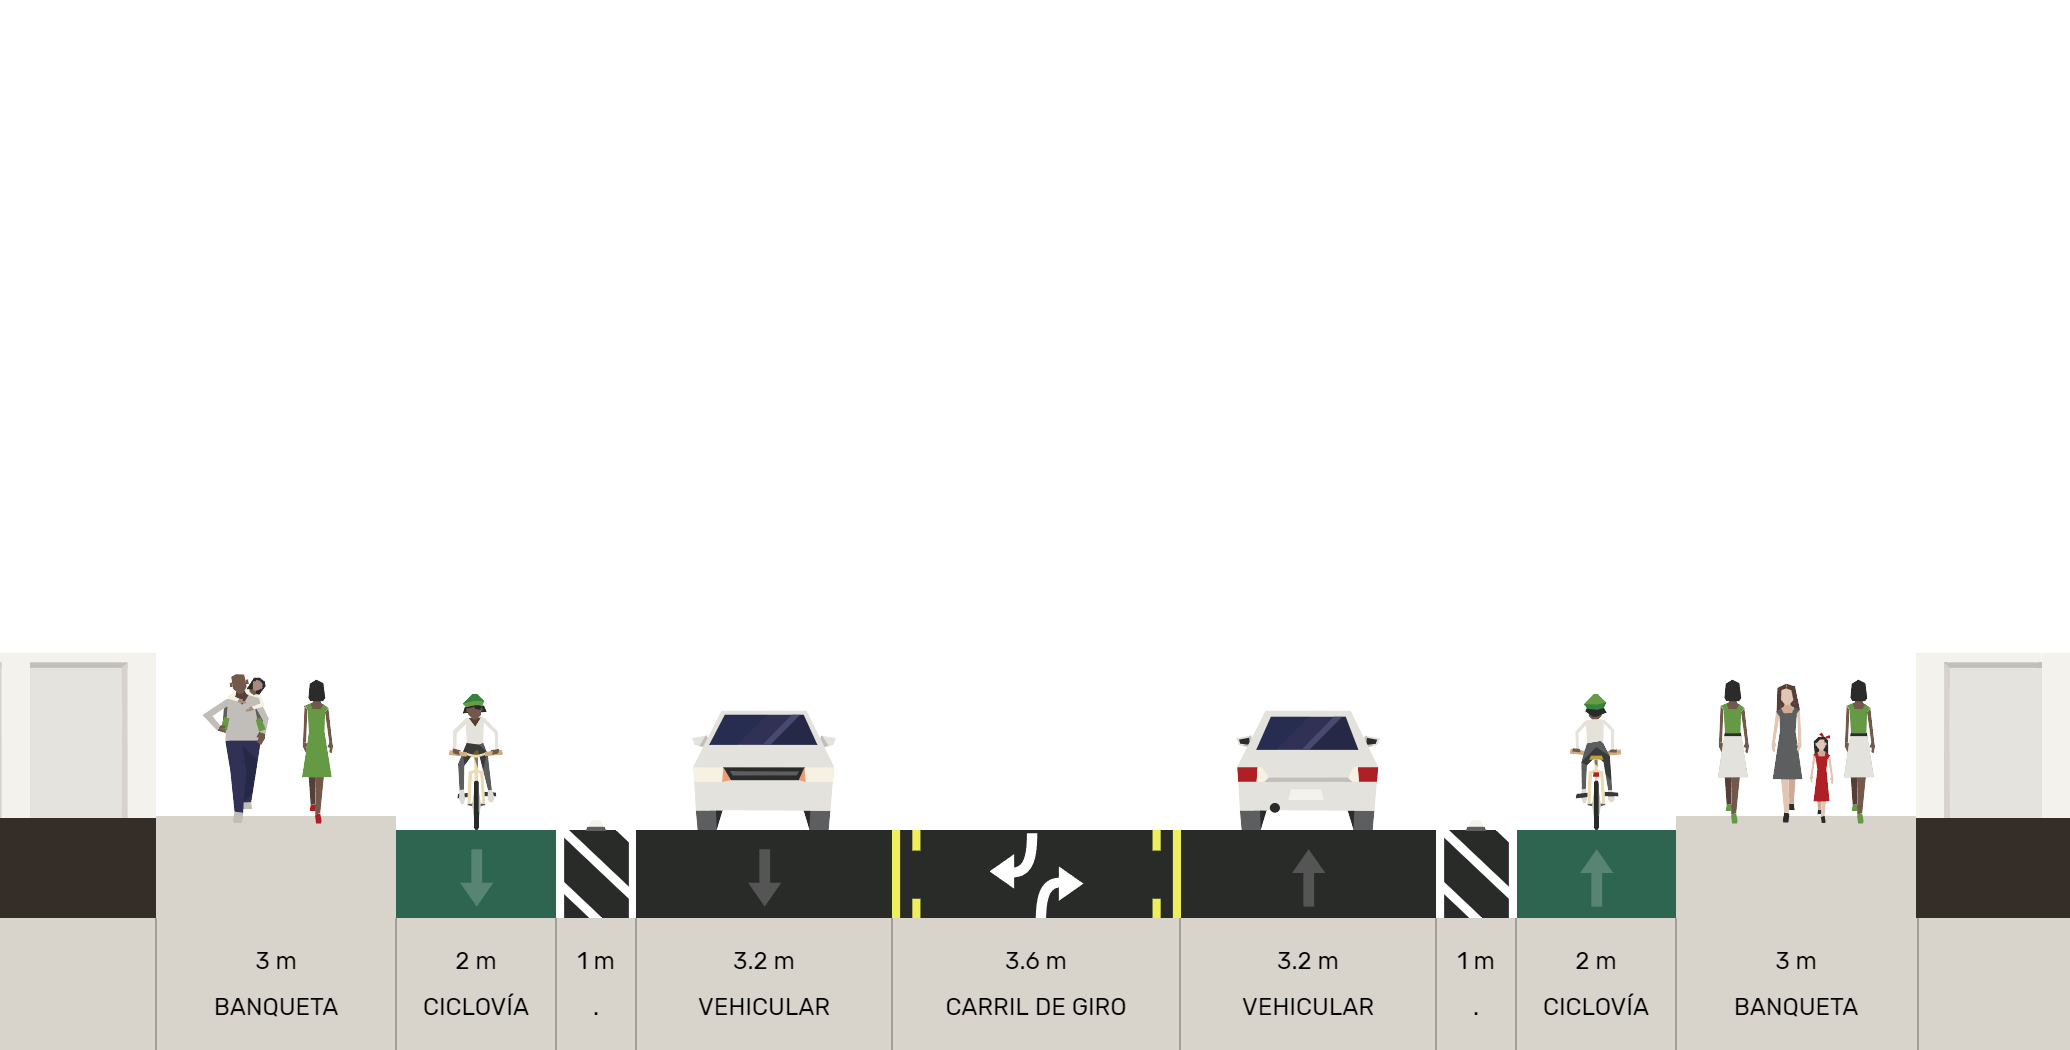 3 m
BANQUETA
2 m
CICLOVÍA
1 m
.
3.2 m
VEHICULAR
3.6 m
CARRIL DE GIRO
3.2 m
VEHICULAR
1 m
.
2 m
CICLOVÍA
3 m
BANQUETA